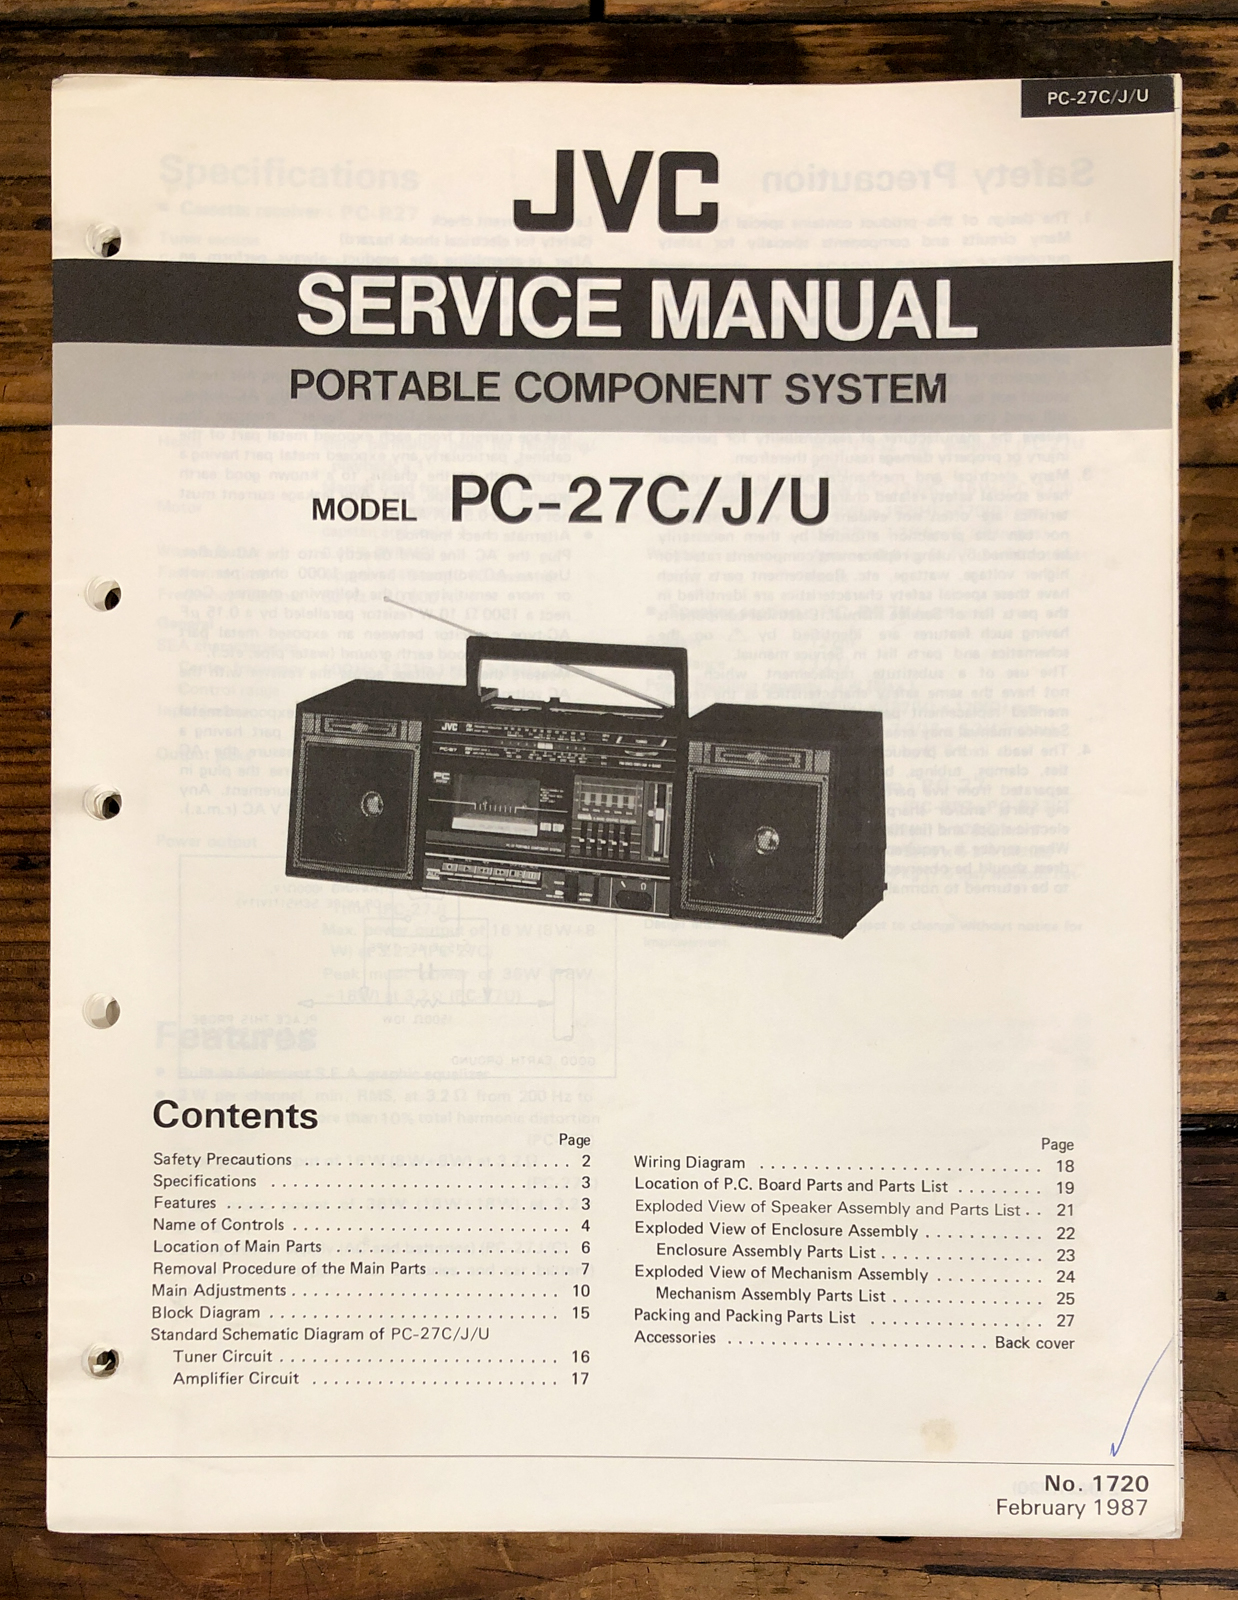 PC-27C/J/U
JVC
SERVICE MANUAL
PORTABLE COMPONENT SYSTEM
MODEL PC-27C/J/U
JVC
PC
Contents
Page
Safety Precautions . . . . . . . . . . . . . . . . . . . . . . . . . 2
Specifications . . . . . . . . . . . . . . . . . . . . . . . . . . . . 3
Features . . . . . . . . . . . . . . . . . . . . . . . . . . . . . . . . 3
Name of Controls . . . . . . . . . . . . . . . . . . . . . . . . . 4
Location of Main Parts . . . . . . . . . . . . . . . . . . . . . . 6
Removal Procedure of the Main Parts . . . . . . . . . . . . . 7
Main Adjustments . . . . . . . . . . . . . . . . . . . . . . . . . 10
Block Diagram . . . . . . . . . . . . . . . . . . . . . . . . . . . 15
Standard Schematic Diagram of PC-27C/J/U
Tuner Circuit . . . . . . . . . . . . . . . . . . . . . . . . . . 16
Amplifier Circuit . . . . . . . . . . . . . . . . . . . . . . . 17
Page
Wiring Diagram . . . . . . . . . . . . . . . . . . . . . . . . . . 18
Location of P.C. Board Parts and Parts List . . . . . . . . 19
Exploded View of Speaker Assembly and Parts List . . 21
Exploded View of Enclosure Assembly . . . . . . . . . . . 22
Enclosure Assembly Parts List . . . . . . . . . . . . . . . 23
Exploded View of Mechanism Assembly . . . . . . . . . . 24
Mechanism Assembly Parts List . . . . . . . . . . . . . . 25
Packing and Packing Parts List . . . . . . . . . . . . . . . . 27
Accessories . . . . . . . . . . . . . . . . . . . . . . . . Back cover
No. 1720
February 1987